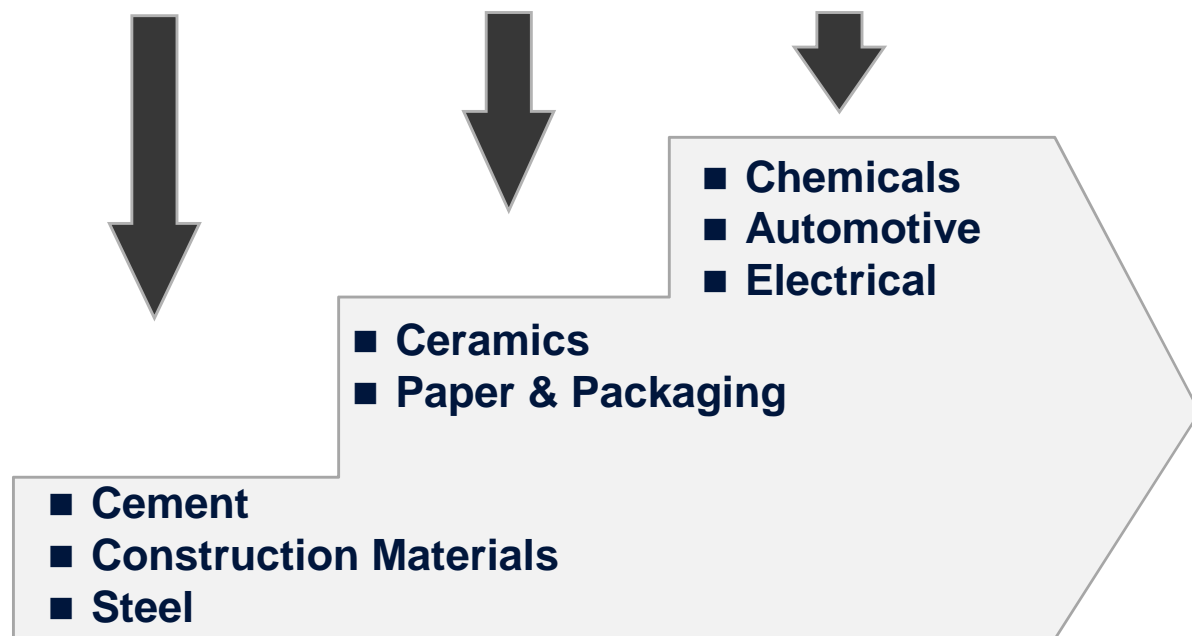 ■ Chemicals
■ Automotive
■ Electrical
■ Ceramics
■ Paper & Packaging
■ Cement
■ Construction Materials
■ Steel